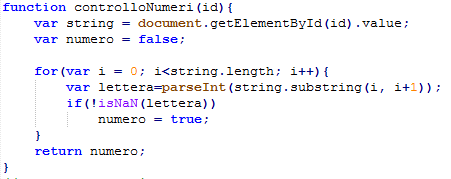 function controlloNumeri(id){
    var string = document.getElementById(id).value;
    var numero = false;

    for(var i = 0; i<string.length; i++){
        var lettera=parseInt(string.substring(i, i+1));
        if(!isNaN(lettera))
            numero = true;
    }
    return numero;
}